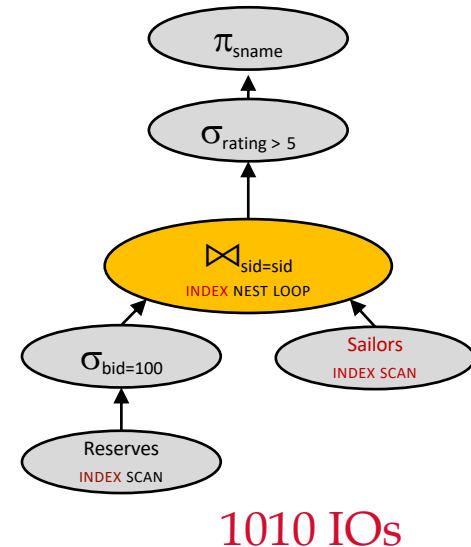 πsname
σrating > 5
⋈sid=sid
INDEX NEST LOOP
σbid=100
Sailors
INDEX SCAN
Reserves
INDEX SCAN
1010 IOs